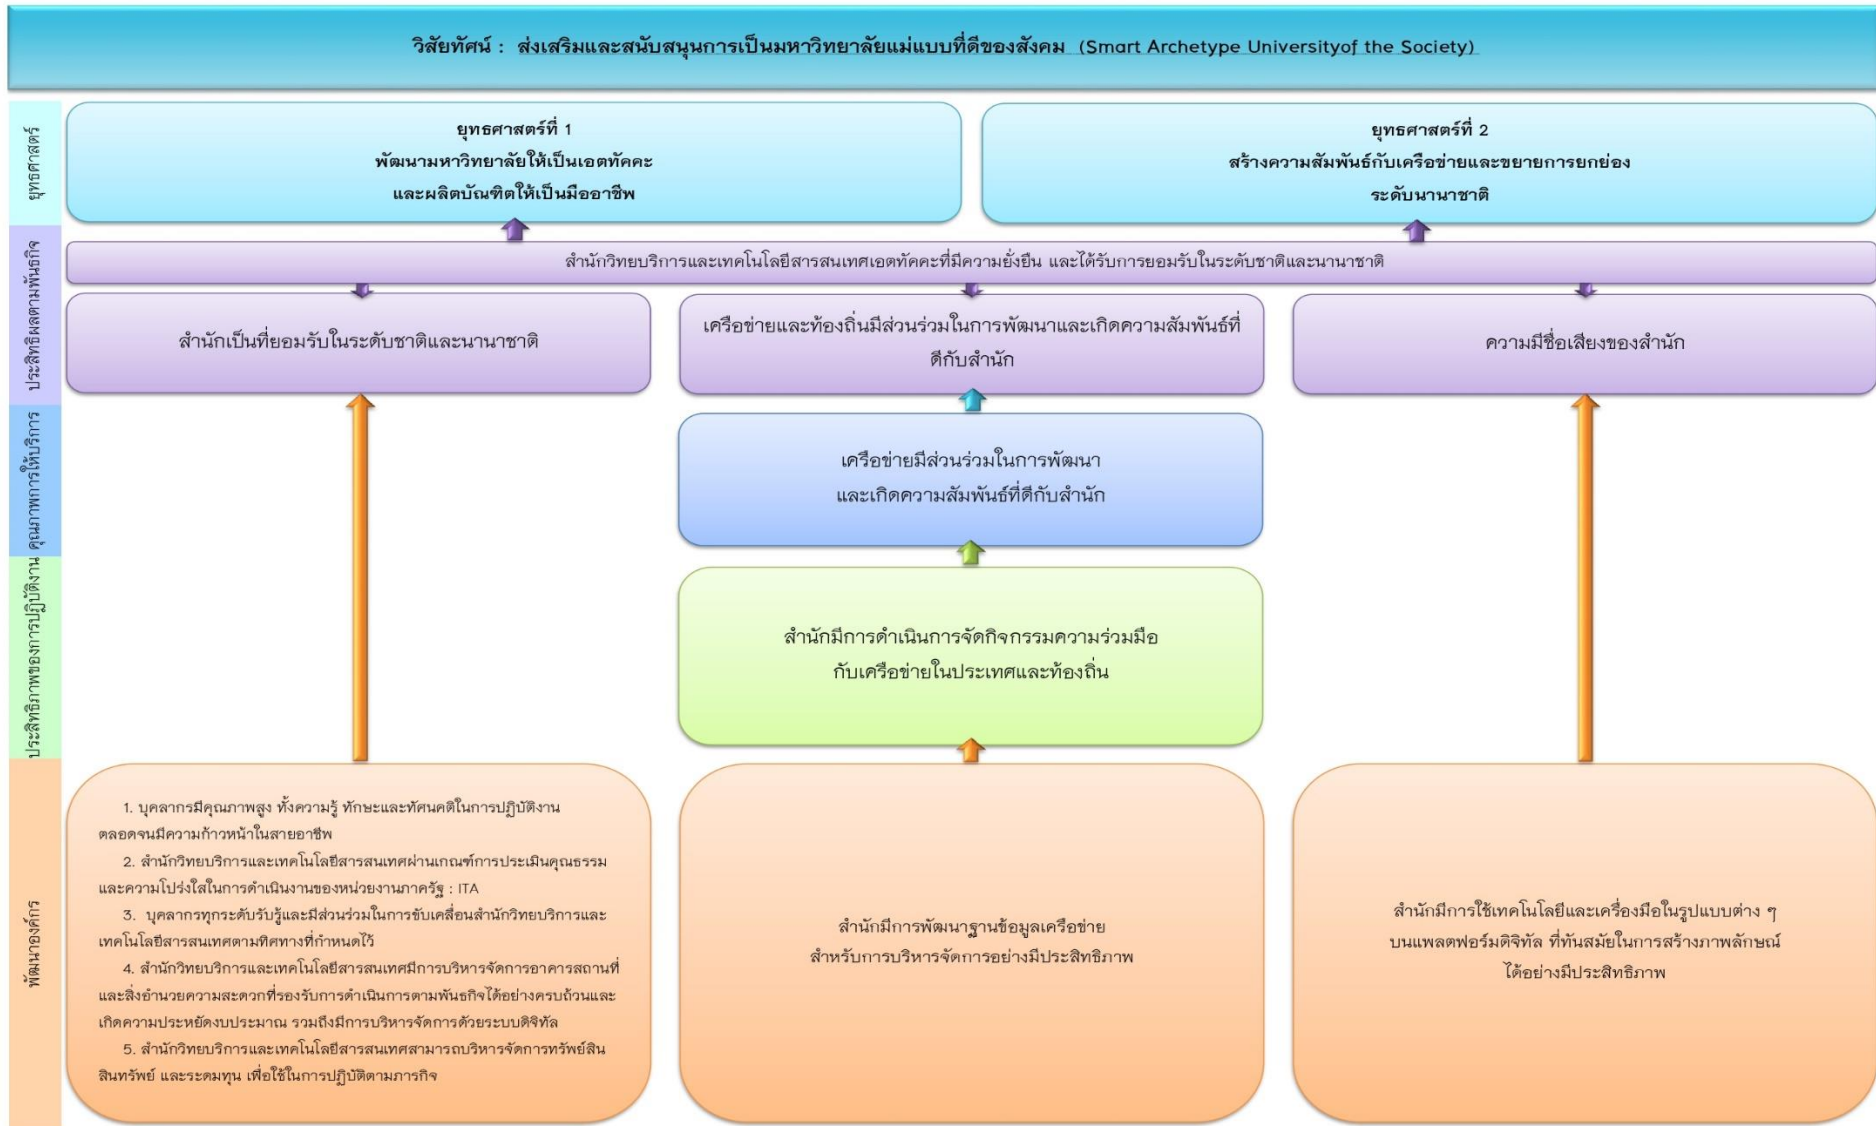 วิสัยทัศน์ : ส่งเสริมและสนับสนุนการเป็นมหาวิทยาลัยแม่แบบที่ดีของสังคม (Smart Archetype Universityof the Society)
ยุทธศาสตร์
ยุทธศาสตร์ที่ 1
พัฒนามหาวิทยาลัยให้เป็นเอตทัคคะ
และผลิตบัณฑิตให้เป็นมืออาชีพ
ยุทธศาสตร์ที่ 2
สร้างความสัมพันธ์กับเครือข่ายและขยายการยกย่อง
ระดับนานาชาติ
ประสิทธิผลตามพันธกิจ
สำนักวิทยบริการและเทคโนโลยีสารสนเทศเอตทัคคะที่มีความยั่งยืน และได้รับการยอมรับในระดับชาติและนานาชาติ
สำนักเป็นที่ยอมรับในระดับชาติและนานาชาติ
เครือข่ายและท้องถิ่นมีส่วนร่วมในการพัฒนาและเกิดความสัมพันธ์ที่
ดีกับสำนัก
ความมีชื่อเสียงของสำนัก
คุณภาพการให้บริการ
เครือข่ายมีส่วนร่วมในการพัฒนา
และเกิดความสัมพันธ์ที่ดีกับสำนัก
ประสิทธิภาพของการปฏิบัติงาน
สำนักมีการดำเนินการจัดกิจกรรมความร่วมมือ
กับเครือข่ายในประเทศและท้องถิ่น
พัฒนาองค์กร
1. บุคลากรมีคุณภาพสูง ทั้งความรู้ ทักษะและทัศนคติในการปฏิบัติงาน
ตลอดจนมีความก้าวหน้าในสายอาชีพ
2. สำนักวิทยบริการและเทคโนโลยีสารสนเทศผ่านเกณฑ์การประเมินคุณธรรม
และความโปร่งใสในการดำเนินงานของหน่วยงานภาครัฐ : ITA
3. บุคลากรทุกระดับรับรู้และมีส่วนร่วมในการขับเคลื่อนสำนักวิทยบริการและ
เทคโนโลยีสารสนเทศตามทิศทางที่กำหนดไว้
4. สำนักวิทยบริการและเทคโนโลยีสารสนเทศมีการบริหารจัดการอาคารสถานที่
และสิ่งอำนวยความสะดวกที่รองรับการดำเนินการตามพันธกิจได้อย่างครบถ้วนและ
เกิดความประหยัดงบประมาณ รวมถึงมีการบริหารจัดการด้วยระบบดิจิทัล
5. สำนักวิทยบริการและเทคโนโลยีสารสนเทศสามารถบริหารจัดการทรัพย์สิน
สินทรัพย์ และระดมทุน เพื่อใช้ในการปฏิบัติตามภารกิจ
สำนักมีการพัฒนาฐานข้อมูลเครือข่าย
สำหรับการบริหารจัดการอย่างมีประสิทธิภาพ
สำนักมีการใช้เทคโนโลยีและเครื่องมือในรูปแบบต่าง ๆ
บนแพลตฟอร์มดิจิทัล ที่ทันสมัยในการสร้างภาพลักษณ์
ได้อย่างมีประสิทธิภาพ